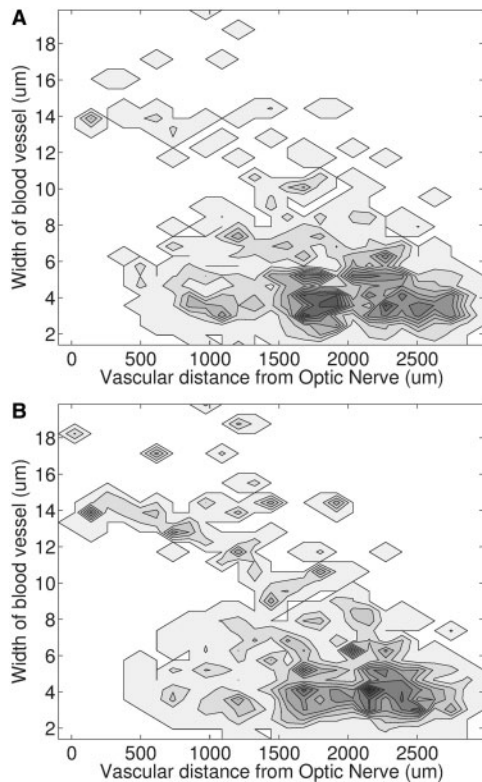 A
18
16
14
12
10
8
6
4
2
Width of blood vessel (um)
0 500 1000 1500 2000 2500
Vascular distance from Optic Nerve (um)
B
18
16
14
12
10
8
6
4
2
Width of blood vessel (um)
0 500 1000 1500 2000 2500
Vascular distance from Optic Nerve (um)